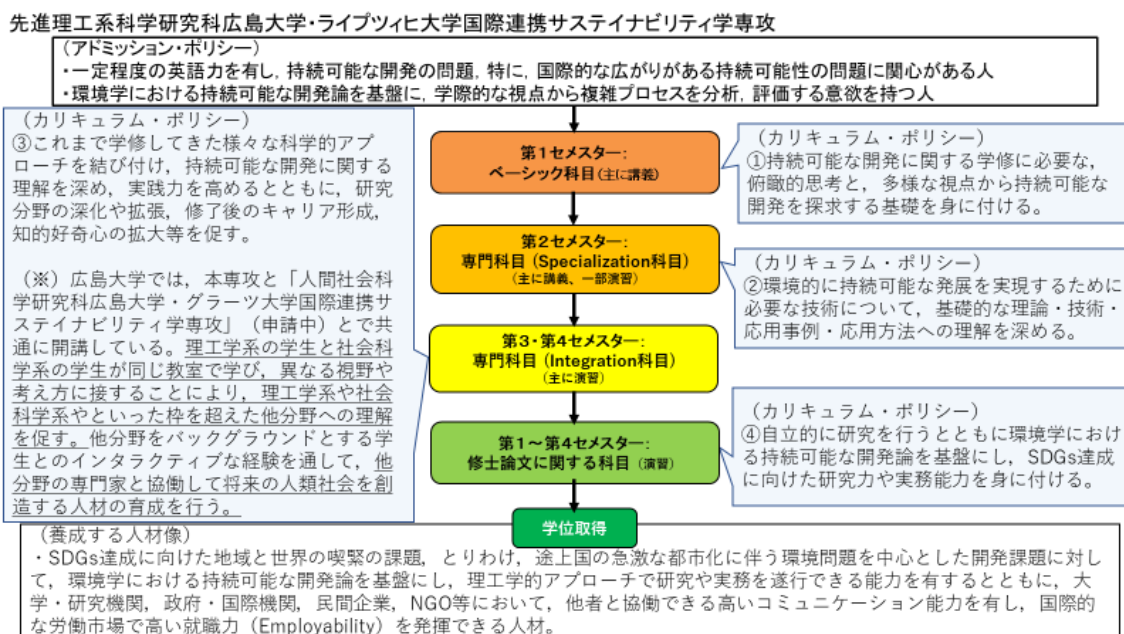 先進理工系科学研究科広島大学・ライプツィヒ大学国際連携サステイナビリティ学専攻
（アドミッション・ポリシー）
・一定程度の英語力を有し，持続可能な開発の問題，特に，国際的な広がりがある持続可能性の問題に関心がある人
・環境学における持続可能な開発論を基盤に，学際的な視点から複雑プロセスを分析，評価する意欲を持つ人
第１セメスター：
ベーシック科目（主に講義）
（カリキュラム・ポリシー）
①持続可能な開発に関する学修に必要な，
俯瞰的思考と，多様な視点から持続可能な
開発を探求する基礎を身に付ける。
第２セメスター：
専門科目（Specialization科目）
（主に講義、一部演習）
（カリキュラム・ポリシー）
②環境的に持続可能な発展を実現するために
必要な技術について，基礎的な理論・技術・
応用事例・応用方法への理解を深める。
第３・第４セメスター：
専門科目（Integration科目）
（主に演習）
（カリキュラム・ポリシー）
③これまで学修してきた様々な科学的アプ
ローチを結び付け，持続可能な開発に関する
理解を深め，実践力を高めるとともに，研究
分野の深化や拡張，修了後のキャリア形成，
知的好奇心の拡大等を促す。
（※）広島大学では，本専攻と「人間社会科
学研究科広島大学・グラーツ大学国際連携サ
ステイナビリティ学専攻」（申請中）とで共
通に開講している。理工学系の学生と社会科
学系の学生が同じ教室で学び，異なる視野や
考え方に接することにより，理工学系や社会
科学系やといった枠を超えた他分野への理解
を促す。他分野をバックグラウンドとする学
生とのインタラクティブな経験を通して，他
分野の専門家と協働して将来の人類社会を創
造する人材の育成を行う。
第１～第４セメスター：
修士論文に関する科目（演習）
（カリキュラム・ポリシー）
④自立的に研究を行うとともに環境学におけ
る持続可能な開発論を基盤にし，SDGs達成
に向けた研究力や実務能力を身に付ける。
学位取得
（養成する人材像）
・SDGs達成に向けた地域と世界の喫緊の課題，とりわけ，途上国の急激な都市化に伴う環境問題を中心とした開発課題に対し
て，環境学における持続可能な開発論を基盤にし，理工学的アプローチで研究や実務を遂行できる能力を有するとともに，大
学・研究機関，政府・国際機関，民間企業，NGO等において，他者と協働できる高いコミュニケーション能力を有し，国際的
な労働市場で高い就職力（Employability）を発揮できる人材。